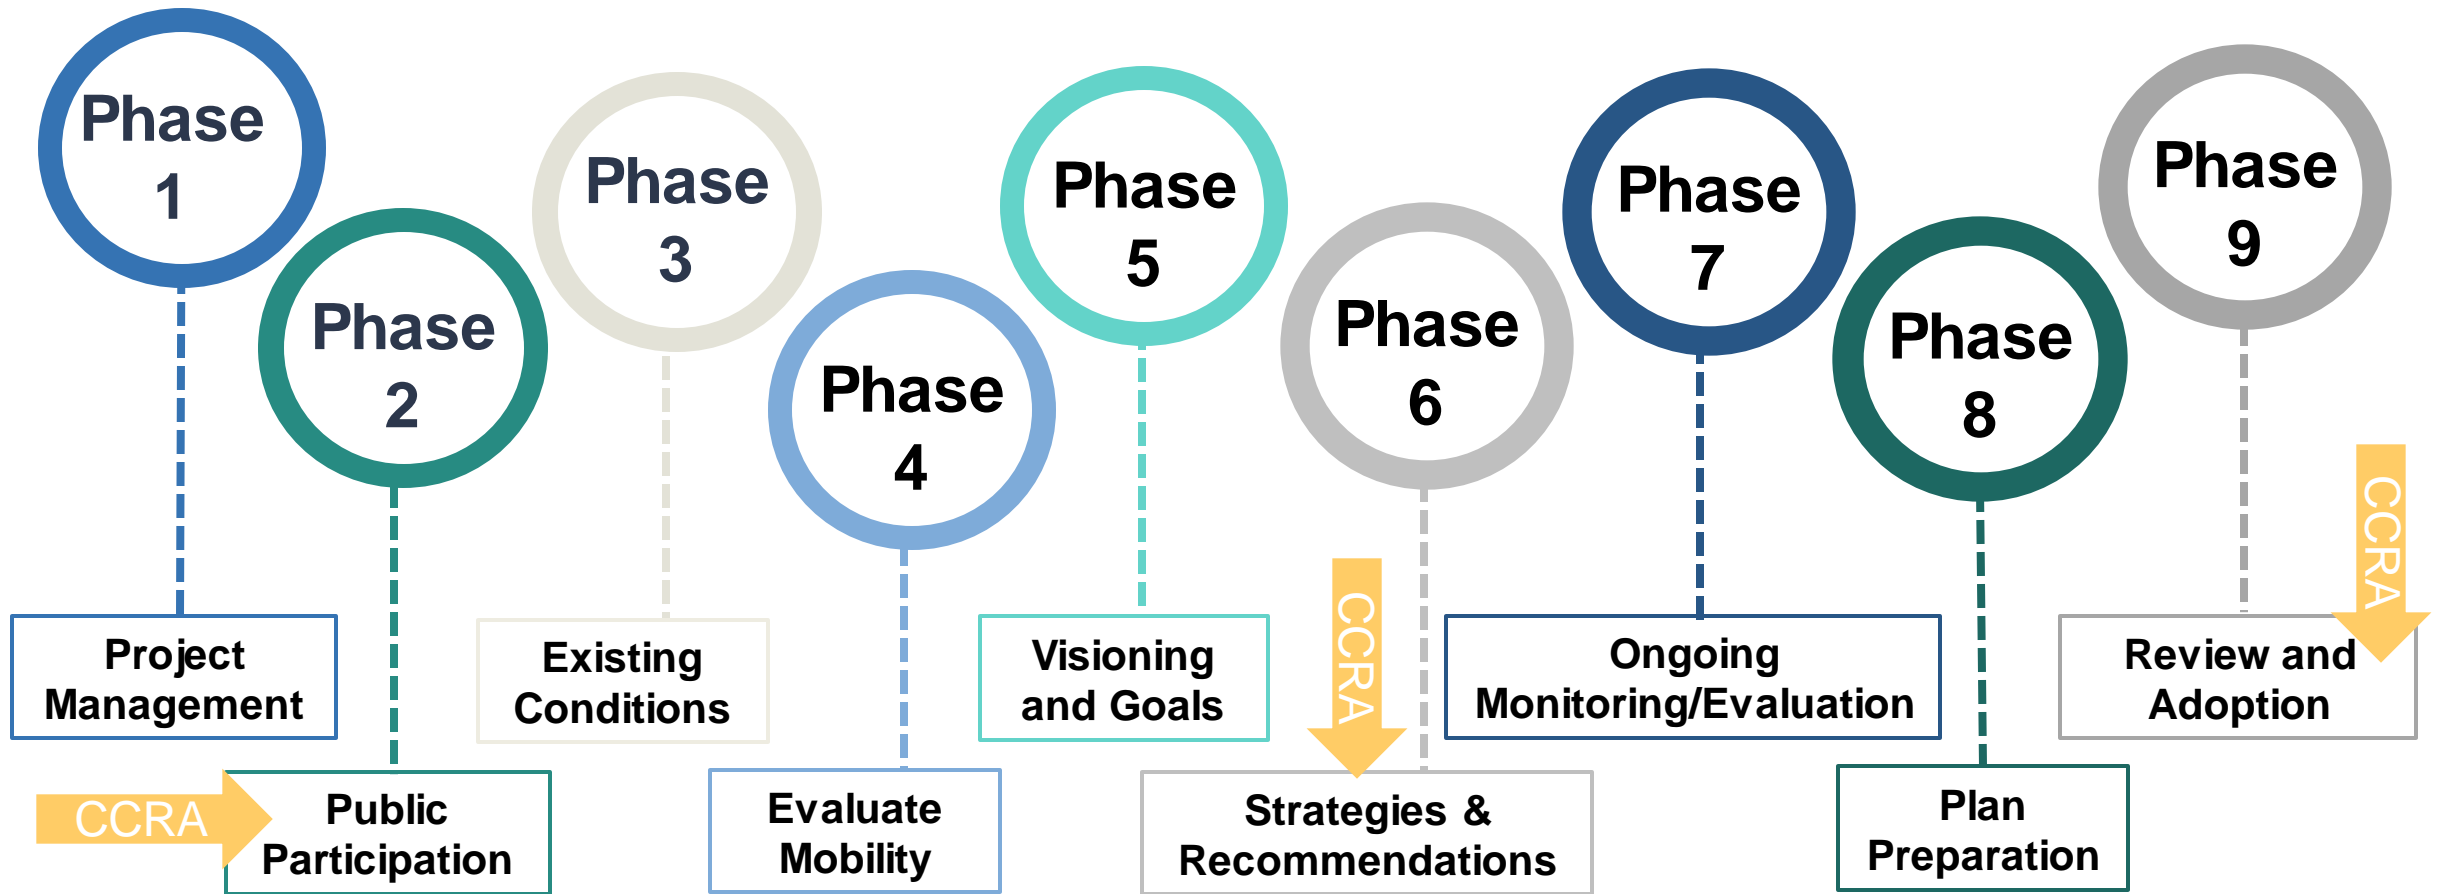 Phase
1
Phase
2
Phase
3
Phase
4
Phase
5
Phase
6
Phase
7
Phase
8
Phase
9
Project
Management
CCRA
Public
Participation
Existing
Conditions
Evaluate
Mobility
Visioning
and Goals
CCRA
Strategies &
Recommendations
Ongoing
Monitoring/Evaluation
Plan
Preparation
CCRA
Review and
Adoption